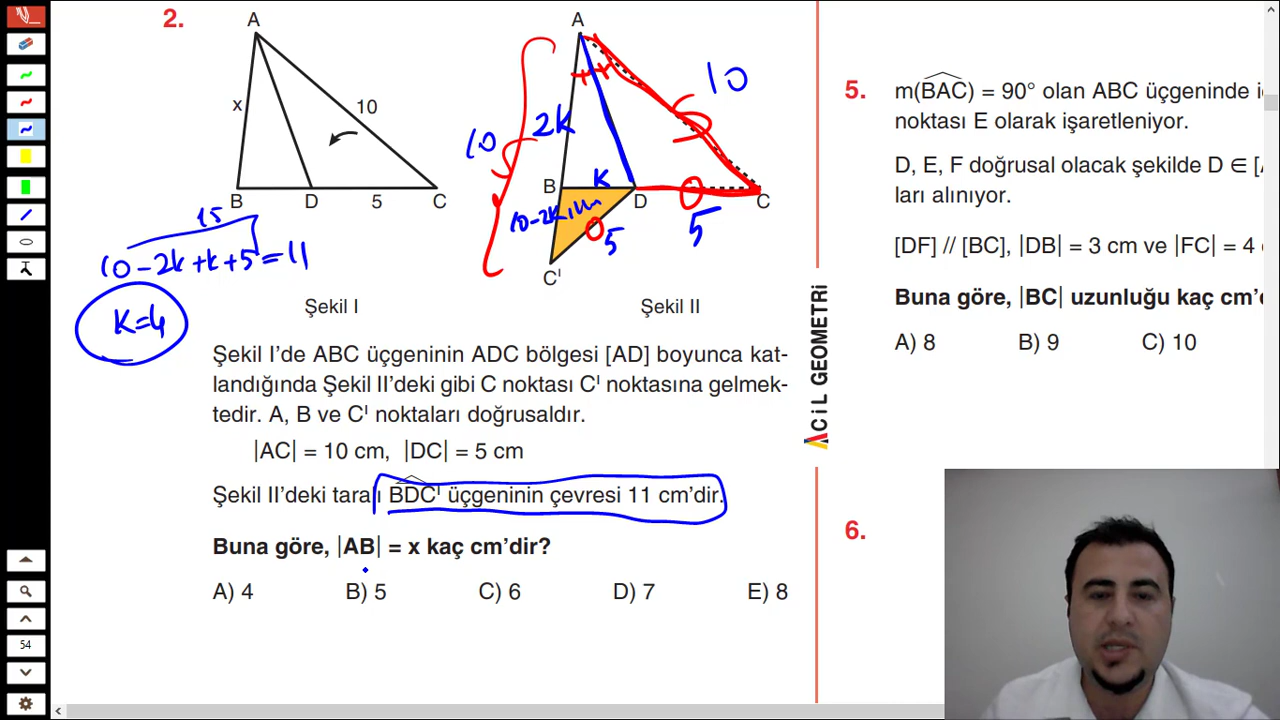 2.
A
x
10
B
D
5
C
Şekil I
A
10
10
2k
B
k
D
C
10-2k
5
5
C'
Şekil II
15
10-2k+k+5=11
k=4
Şekil I'de ABC üçgeninin ADC bölgesi [AD] boyunca kat-
landığında Şekil II'deki gibi C noktası C' noktasına gelmek-
tedir. A, B ve C' noktaları doğrusaldır.
|AC| = 10 cm, |DC| = 5 cm
Şekil II'deki taralı BDC' üçgeninin çevresi 11 cm'dir.
Buna göre, |AB| = x kaç cm'dir?
A) 4 B) 5 C) 6 D) 7 E) 8
ACiL GEOMETRi
5.
m(BAC) = 90° olan ABC üçgeninde i
noktası E olarak işaretleniyor.
D, E, F doğrusal olacak şekilde D ∈ [
ları alınıyor.
[DF] // [BC], |DB| = 3 cm ve |FC| = 4
Buna göre, |BC| uzunluğu kaç cm'd
A) 8 B) 9 C) 10
6.
54